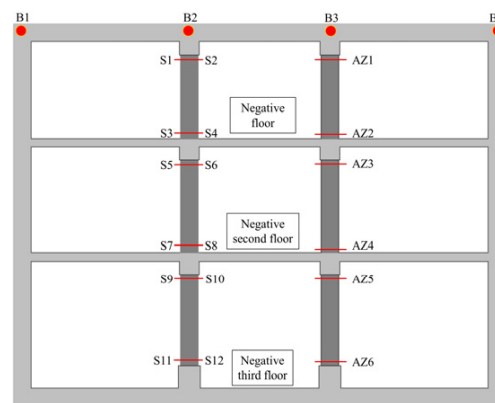 B1 B2 B3 B
S1 S2 AZ1
Negative
floor
S3 S4 AZ2
S5 S6 AZ3
Negative
second floor
S7 S8 AZ4
S9 S10 AZ5
S11 S12 AZ6
Negative
third floor